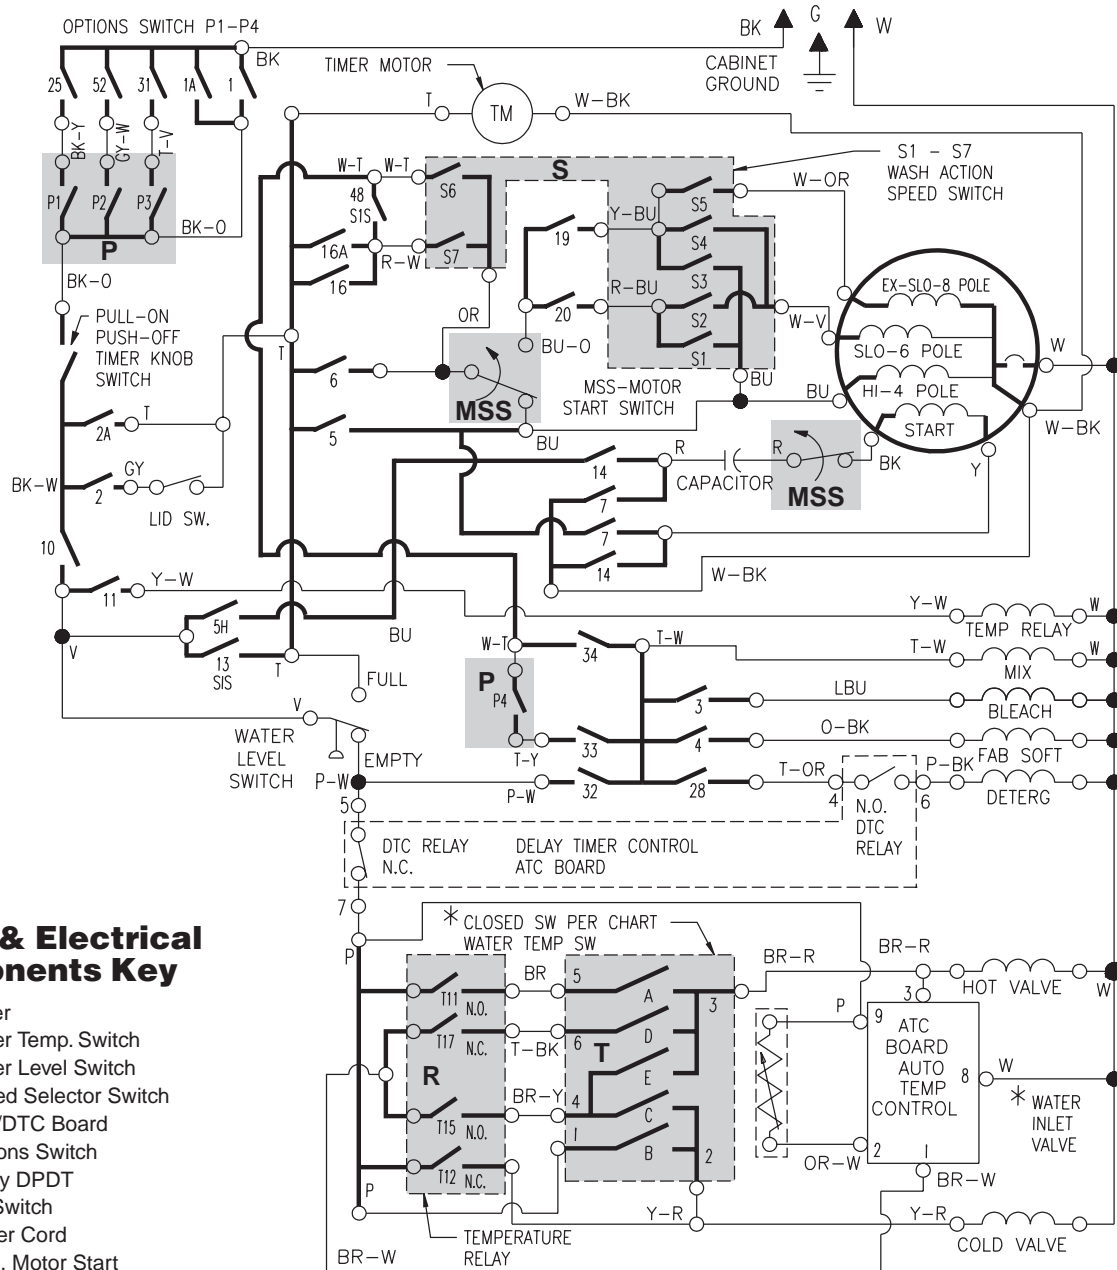 OPTIONS SWITCH P1-P4
BK
BK
G
W
CABINET
GROUND
25
52
31
1A
1
TIMER MOTOR
T
TM
W-BK
BK-Y
GY-W
T-V
P1
P2
P3
P
BK-O
BK-O
W-T
W-T
48
S1S
S6
S
S7
16A
16
R-W
OR
19
20
Y-BU
R-BU
BU-O
S5
S4
S3
S2
S1
S1 - S7
WASH ACTION
SPEED SWITCH
W-OR
W-V
EX-SLO-8 POLE
SLO-6 POLE
HI-4 POLE
START
W
W-BK
PULL-ON
PUSH-OFF
TIMER KNOB
SWITCH
T
6
MSS
MSS-MOTOR
START SWITCH
BU
BU
BU
BK
Y
2A
T
5
BK-W
2
GY
LID SW.
14
R
CAPACITOR
R
MSS
7
7
14
W-BK
10
11
Y-W
V
5H
13
SIS
T
BU
Y-W
TEMP RELAY
W
W-T
34
T-W
T-W
MIX
W
FULL
V
WATER
LEVEL
SWITCH
EMPTY
P
P4
T-Y
33
3
LBU
BLEACH
4
O-BK
FAB SOFT
P-W
P-W
32
28
T-OR
4
P-BK
6
DETERG
5
N.O.
DTC
RELAY
DTC RELAY
N.C.
DELAY TIMER CONTROL
ATC BOARD
7
P
* CLOSED SW PER CHART
WATER TEMP SW
& Electrical
onents Key
er
er Temp. Switch
er Level Switch
ed Selector Switch
/DTC Board
ons Switch
y DPDT
Switch
er Cord
. Motor Start
T11
N.O.
BR
5
A
3
BR-R
BR-R
HOT VALVE
W
T17
N.C.
T-BK
6
T
D
E
R
T15
N.O.
BR-Y
4
C
1
B
2
T12
N.C.
P
P
9
3
ATC
BOARD
AUTO
TEMP
CONTROL
8
W
* WATER
INLET
VALVE
2
1
OR-W
BR-W
Y-R
Y-R
COLD VALVE
TEMPERATURE
RELAY
BR-W